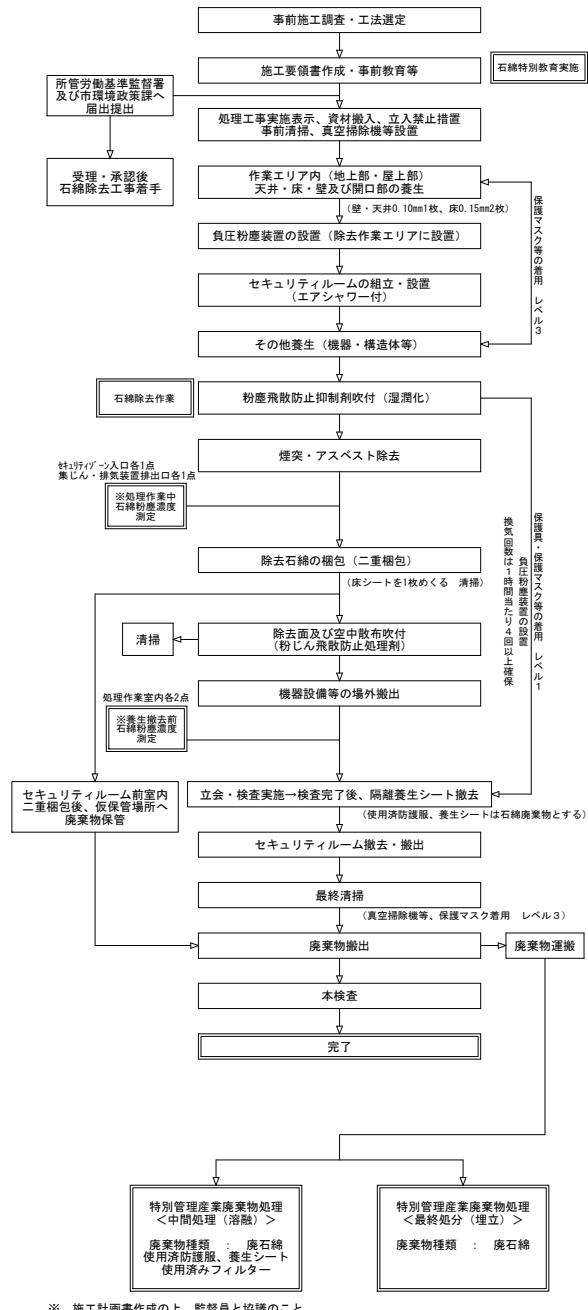 事前施工調査・工法選定
施工要領書作成・事前教育等
石綿特別教育実施
所管労働基準監督署
及び市環境政策課へ
届出提出
処理工事実施表示、資材搬入、立入禁止措置
事前清掃、真空掃除機等設置
受理・承認後
石綿除去工事着手
作業エリア内（地上部・屋上部）
天井・床・壁及び開口部の養生
（壁・天井0.10mm1枚、床0.15mm2枚）
保護マスク等の着用　レベル3
負圧粉塵装置の設置（除去作業エリアに設置）
セキュリティルームの組立・設置
（エアシャワー付）
その他養生（機器・構造体等）
石綿除去作業
粉塵飛散防止抑制剤吹付（湿潤化）
煙突・アスベスト除去
ｾｷｭﾘﾃｨｿﾞｰﾝ入口各1点
集じん・排気装置排出口各1点
※処理作業中
石綿粉塵濃度
測定
保護具・保護マスク等の着用　レベル1
負圧粉塵装置の設置
換気回数は1時間当たり4回以上確保
除去石綿の梱包（二重梱包）
（床シートを1枚めくる　清掃）
清掃
除去面及び空中散布吹付
（粉じん飛散防止処理剤）
機器設備等の場外搬出
処理作業室内各2点
※養生撤去前
石綿粉塵濃度
測定
セキュリティルーム前室内
二重梱包後、仮保管場所へ
廃棄物保管
立会・検査実施→検査完了後、隔離養生シート撤去
（使用済防護服、養生シートは石綿廃棄物とする）
セキュリティルーム撤去・搬出
最終清掃
（真空掃除機等、保護マスク着用　レベル３）
廃棄物搬出
廃棄物運搬
本検査
完了
特別管理産業廃棄物処理
＜中間処理（溶融）＞
廃棄物種類　：　廃石綿
使用済防護服、養生シート
使用済みフィルター
特別管理産業廃棄物処理
＜最終処分（埋立）＞
廃棄物種類　：　廃石綿
※　施工計画書作成の上、監督員と協議のこと